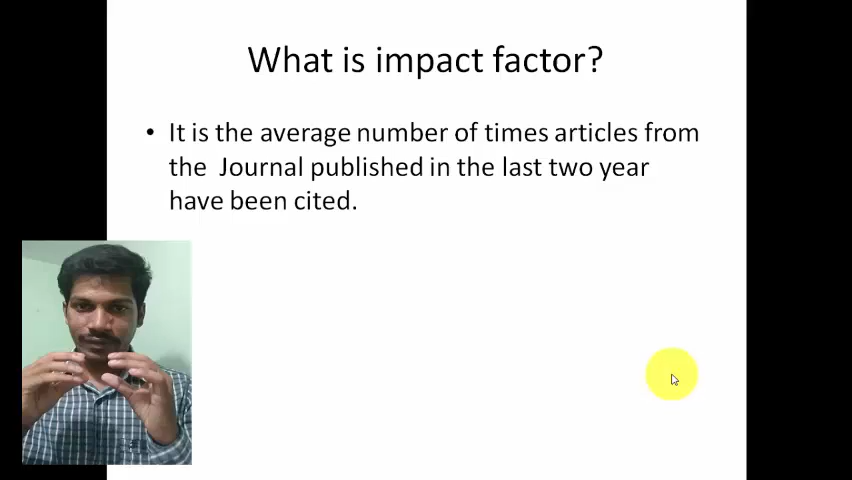 What is impact factor?
• It is the average number of times articles from
the Journal published in the last two year
have been cited.